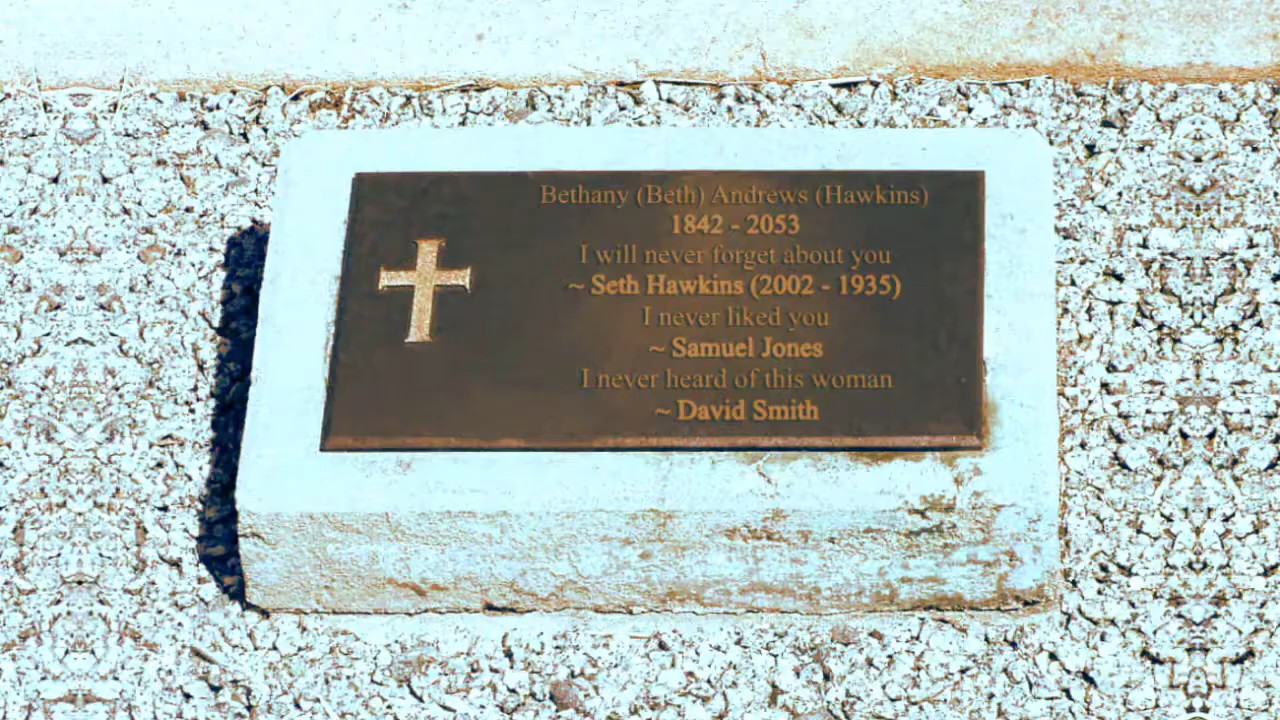 Bethany (Beth) Andrews (Hawkins)
1842 - 2053
I will never forget about you
~ Seth Hawkins (2002 - 1935)
I never liked you
~ Samuel Jones
I never heard of this woman
~ David Smith